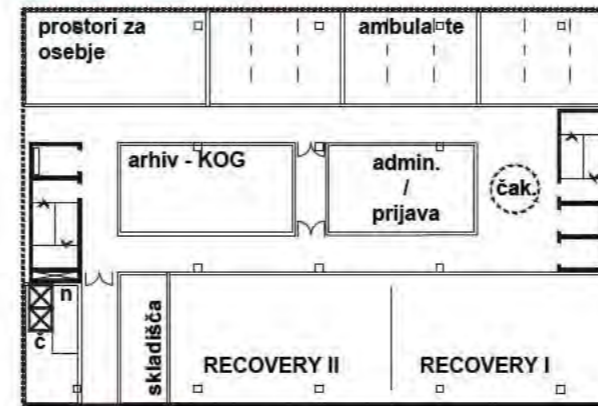 prostori za
osebje
ambulante
arhiv - KOG
admin.
/
prijava
čak.
n
č
skladišča
RECOVERY II
RECOVERY I